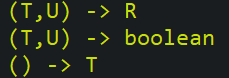 (T,U) -> R
(T,U) -> boolean
() -> T